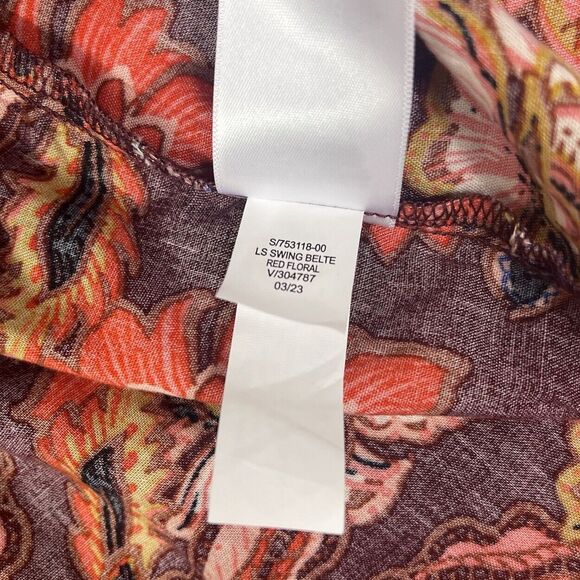 S/753118-00
LS SWING BELTE
RED FLORAL
V/304787
03/23